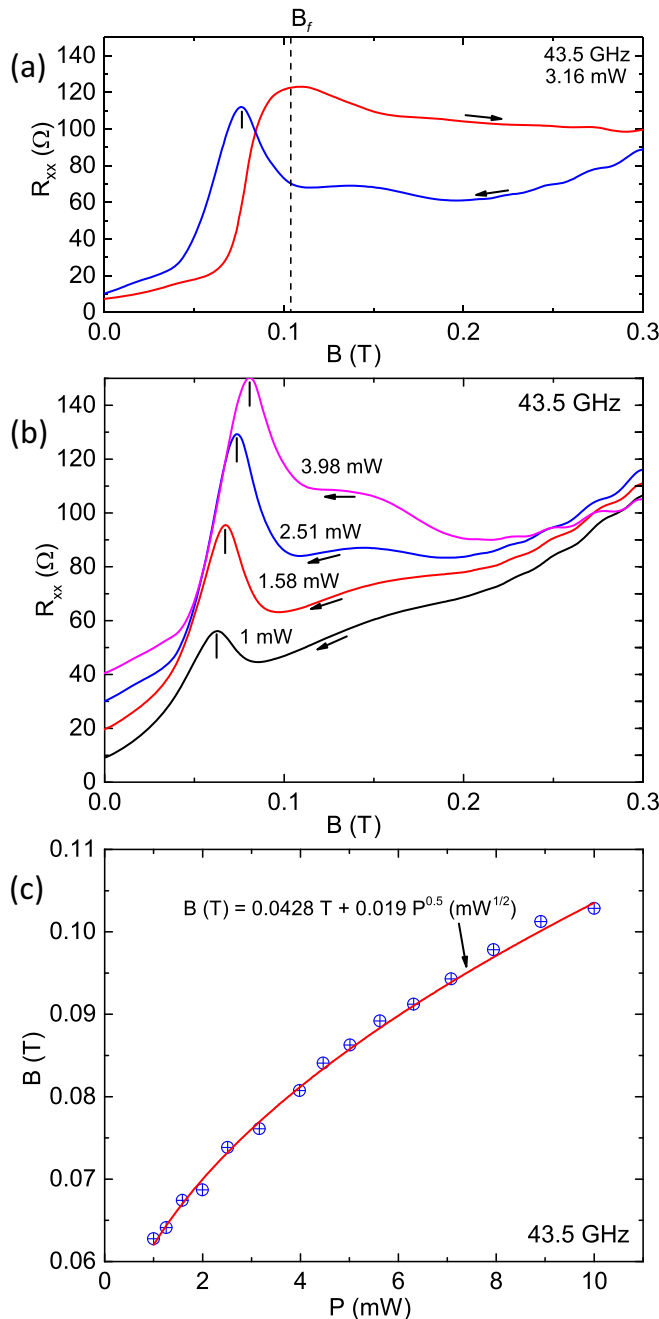 B_f
(a)
43.5 GHz
3.16 mW
140
120
100
80
60
40
20
0
R_xx (Ω)
0.0 0.1 0.2 0.3
B (T)
(b)
43.5 GHz
140
120
100
80
60
40
20
0
R_xx (Ω)
3.98 mW
2.51 mW
1.58 mW
1 mW
0.0 0.1 0.2 0.3
B (T)
(c)
0.11
0.10
0.09
0.08
0.07
0.06
B (T)
B (T) = 0.0428 T + 0.019 P^0.5 (mW^1/2)
43.5 GHz
0 2 4 6 8 10
P (mW)